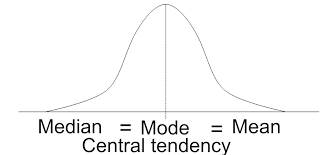 Median = Mode = Mean
Central tendency